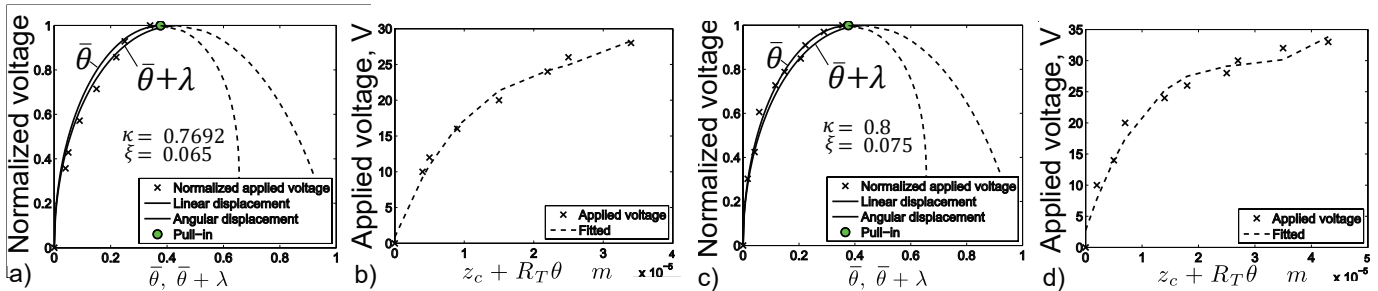 a)
Normalized voltage
1
0.8
0.6
0.4
0.2
0
θ̅
θ̅+λ
κ = 0.7692
ξ = 0.065
Normalized applied voltage
Linear displacement
Angular displacement
Pull-in
0 0.2 0.4 0.6 0.8 1
θ̅, θ̅ + λ
b)
Applied voltage, V
30
25
20
15
10
5
0
Applied voltage
Fitted
0 1 2 3 4
x 10⁻⁵
z_c + R_Tθ m
c)
Normalized voltage
1
0.8
0.6
0.4
0.2
0
θ̅
θ̅+λ
κ = 0.8
ξ = 0.075
Normalized applied voltage
Linear displacement
Angular displacement
Pull-in
0 0.2 0.4 0.6 0.8 1
θ̅, θ̅ + λ
d)
Applied voltage, V
35
30
25
20
15
10
5
0
Applied voltage
Fitted
0 1 2 3 4 5
x 10⁻⁵
z_c + R_Tθ m